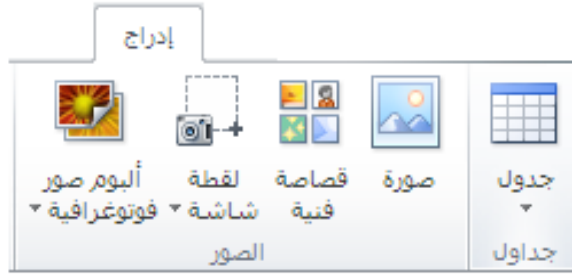 إدراج
جدول
صورة
قصاصة
فنية
لقطة
شاشة
ألبوم صور
فوتوغرافية
جداول
الصور